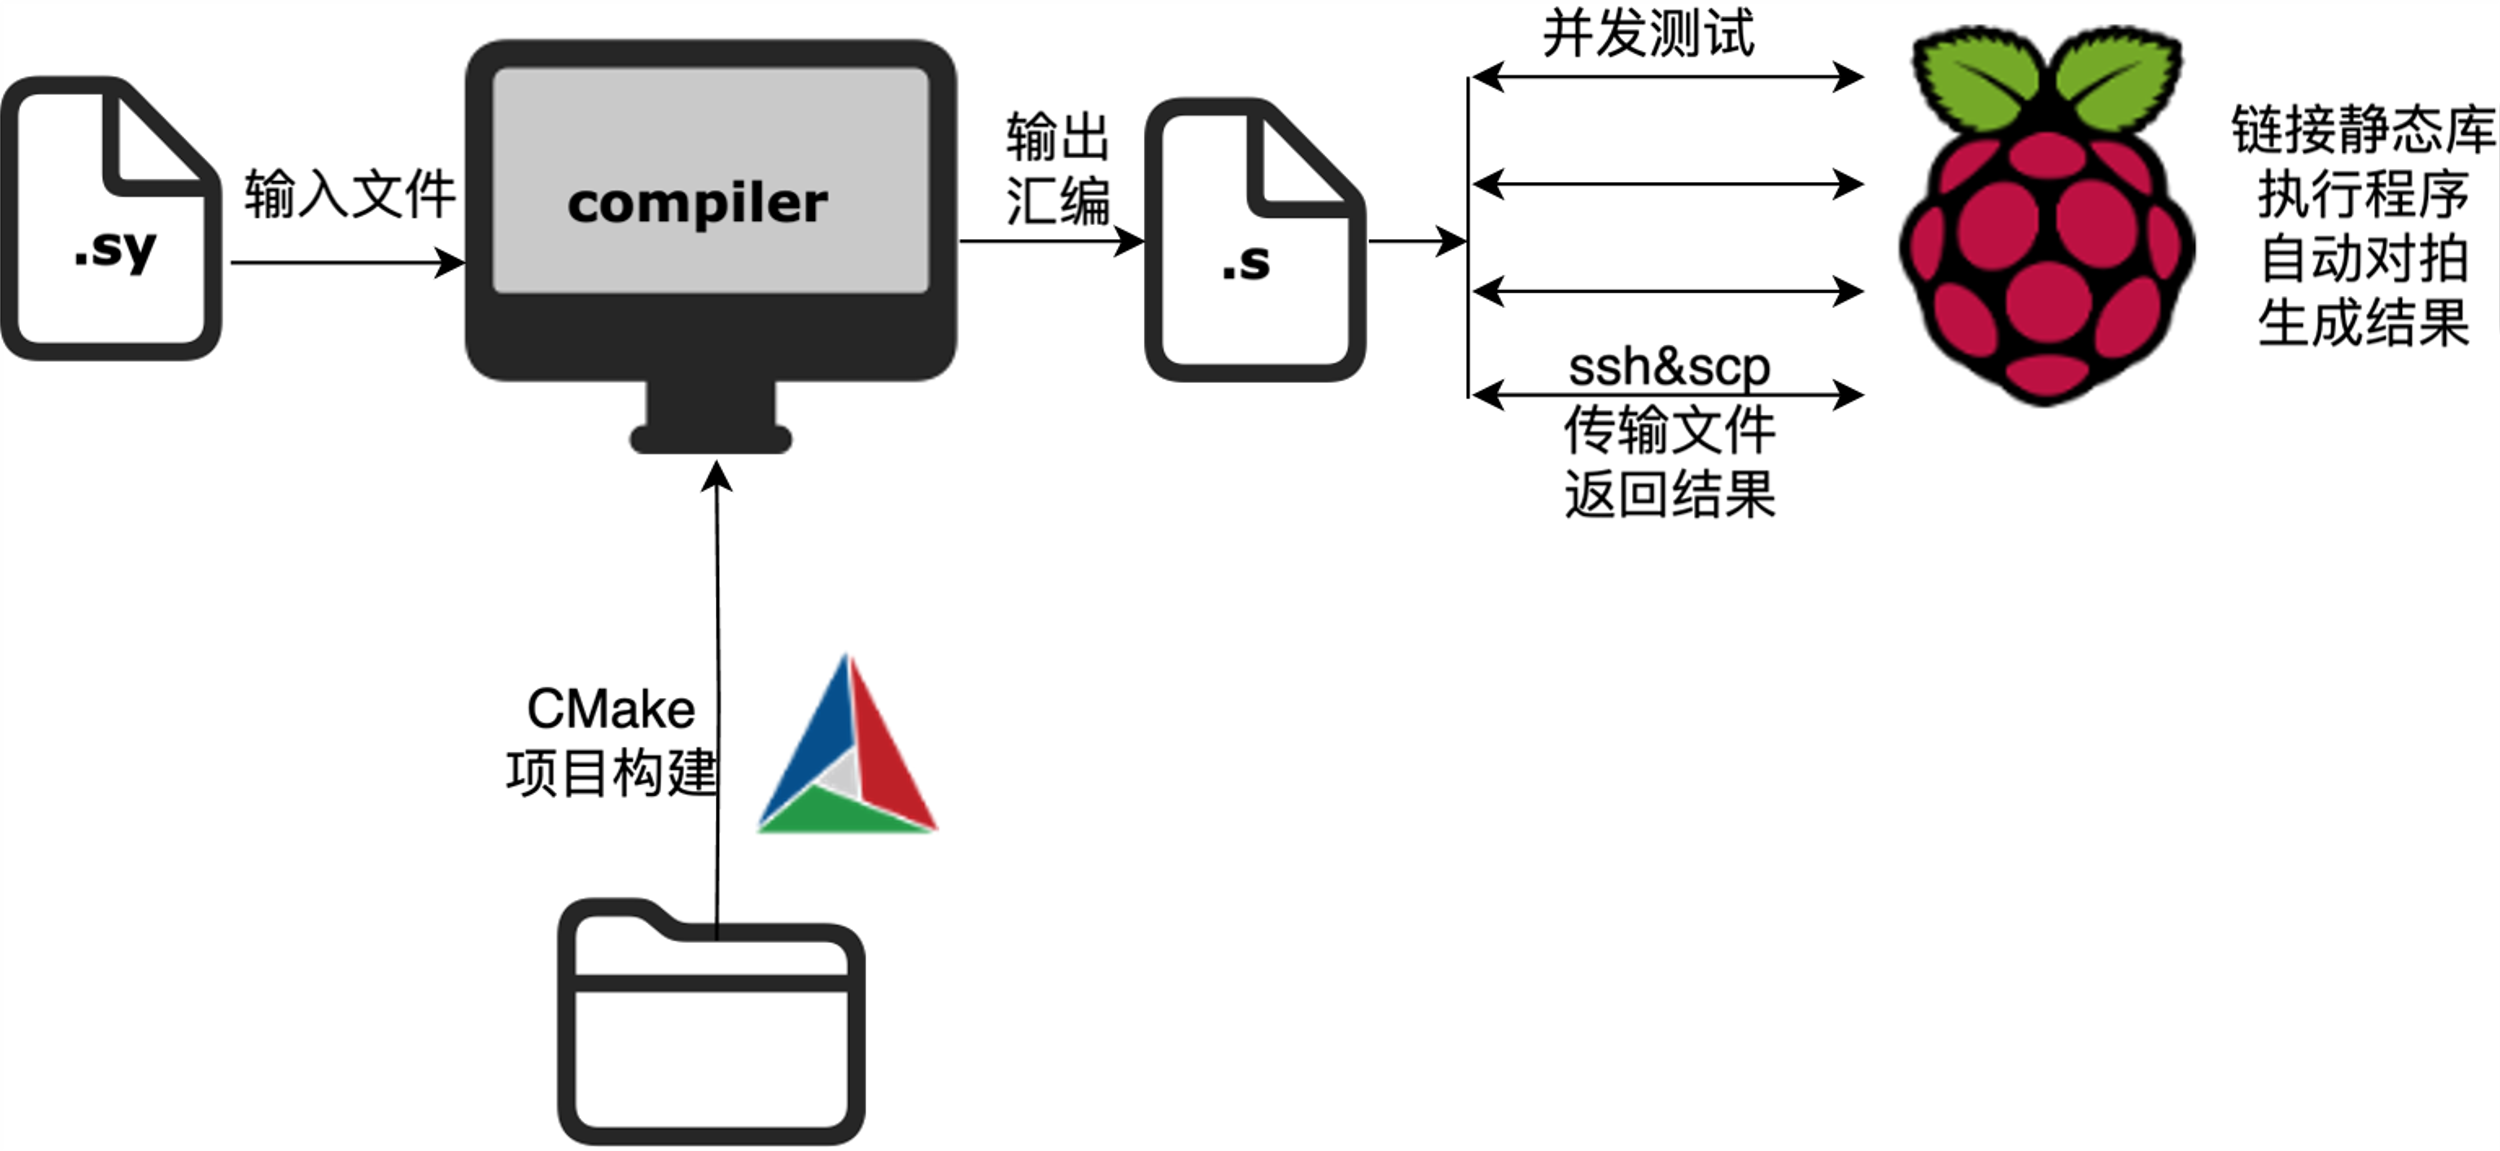 .sy
输入文件
compiler
输出
汇编
.s
并发测试
ssh&scp
传输文件
返回结果
链接静态库
执行程序
自动对拍
生成结果
CMake
项目构建